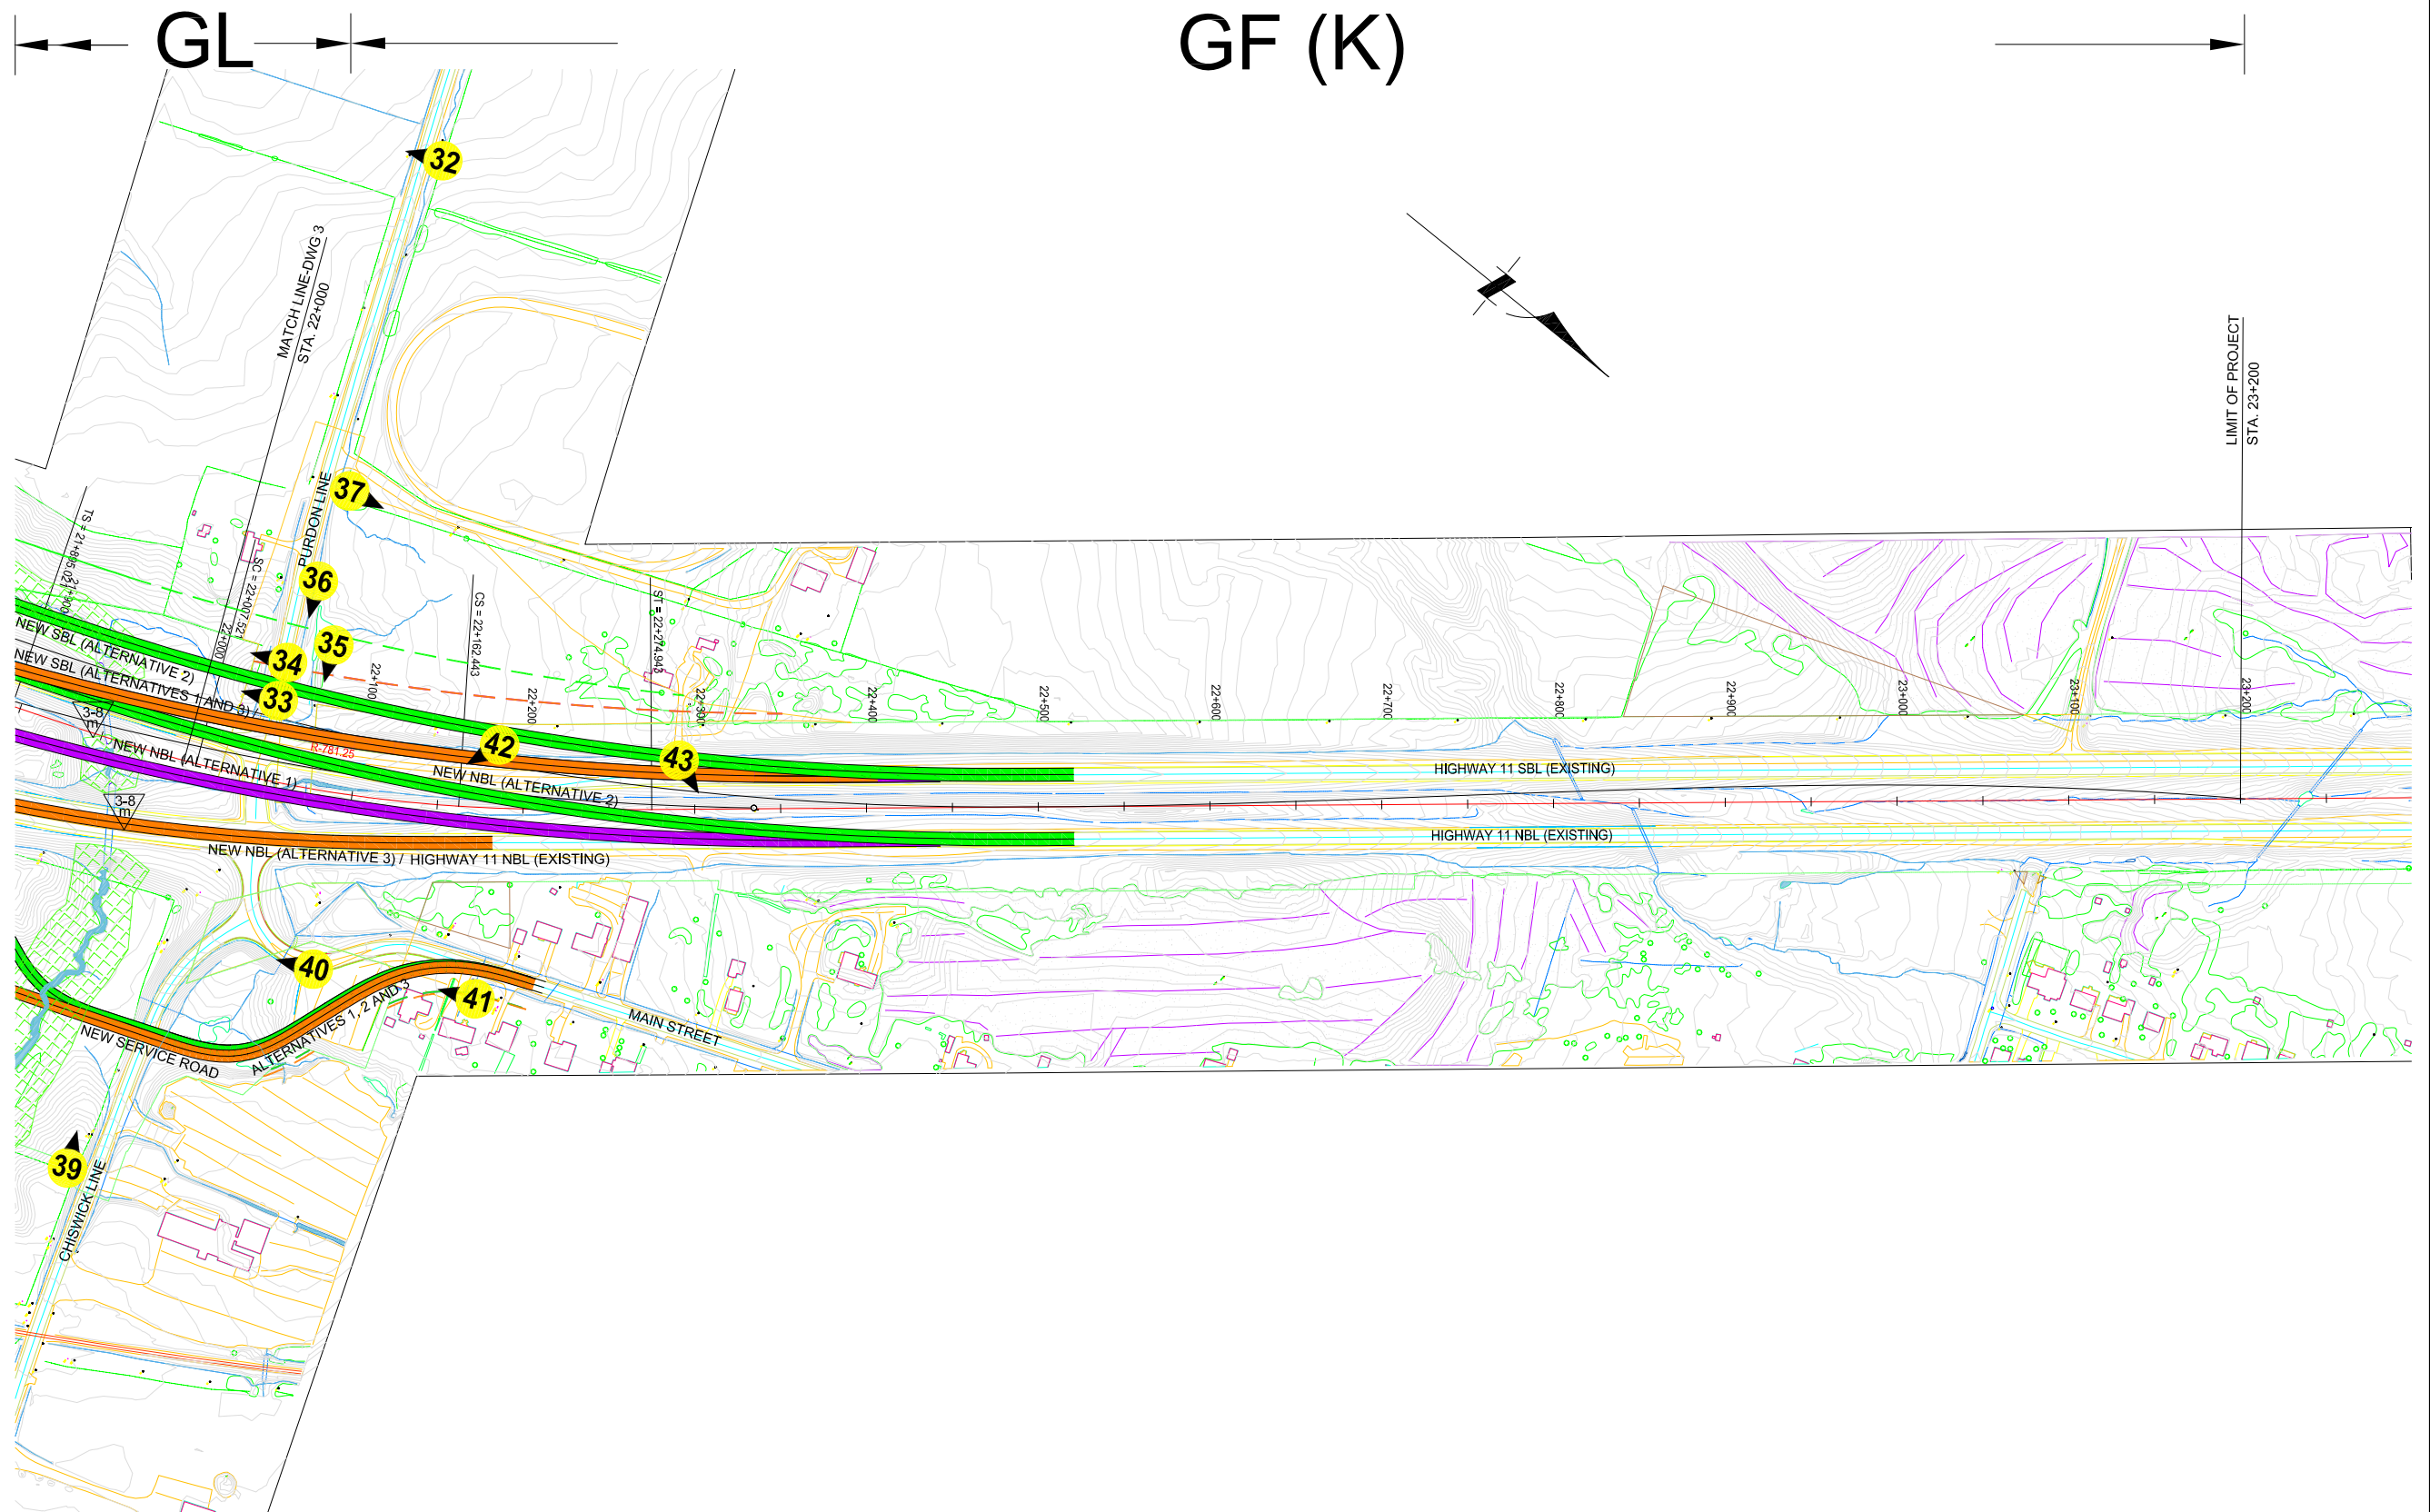 GL
GF (K)
32
MATCH LINE-DWG 3
STA. 22+000
LIMIT OF PROJECT
STA. 23+200
37
PURDON LINE
36
35
34
33
SC = 22+007.521
22+000
CS = 22+162.443
ST = 22+274.943
22+100
22+200
22+300
22+400
22+500
22+600
22+700
22+800
22+900
23+000
23+100
23+200
NEW SBL (ALTERNATIVE 2)
NEW SBL (ALTERNATIVES 1 AND 3) /
3-8
m
R-781.25
42
43
NEW NBL (ALTERNATIVE 1)
NEW NBL (ALTERNATIVE 2)
HIGHWAY 11 SBL (EXISTING)
3-8
m
HIGHWAY 11 NBL (EXISTING)
NEW NBL (ALTERNATIVE 3) / HIGHWAY 11 NBL (EXISTING)
40
41
ALTERNATIVES 1, 2 AND 3
NEW SERVICE ROAD
MAIN STREET
39
CHISWICK LINE